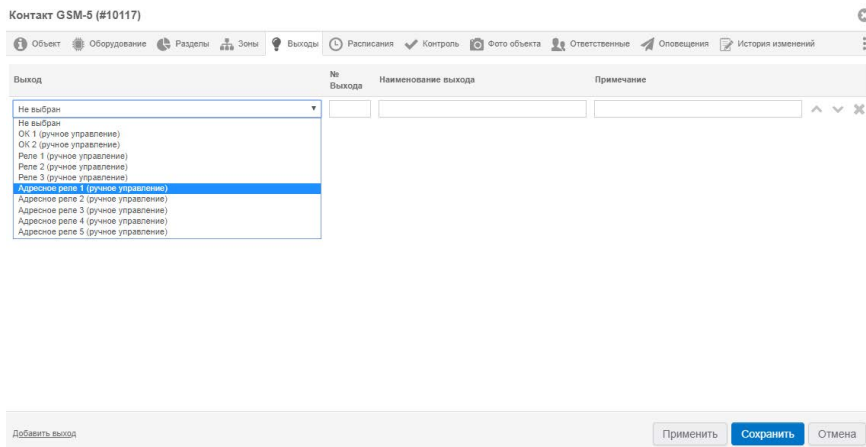 Контакт GSM-5 (#10117)
Объект Оборудование Разделы Зоны Выходы Расписания Контроль Фото объекта Ответственные Оповещения История изменений
Выход № Выхода Наименование выхода Примечание
Не выбран
Не выбран
ОК 1 (ручное управление)
ОК 2 (ручное управление)
Реле 1 (ручное управление)
Реле 2 (ручное управление)
Реле 3 (ручное управление)
Адресное реле 1 (ручное управление)
Адресное реле 2 (ручное управление)
Адресное реле 3 (ручное управление)
Адресное реле 4 (ручное управление)
Адресное реле 5 (ручное управление)
Добавить выход Применить Сохранить Отмена